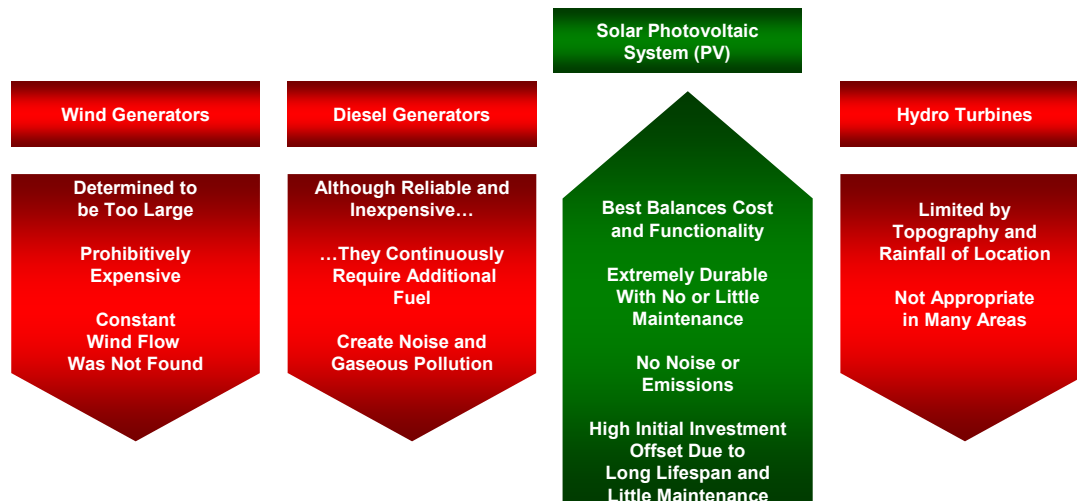 Solar Photovoltaic
System (PV)
Wind Generators
Diesel Generators
Hydro Turbines
Determined to
be Too Large
Prohibitively
Expensive
Constant
Wind Flow
Was Not Found
Although Reliable and
Inexpensive…
…They Continuously
Require Additional
Fuel
Create Noise and
Gaseous Pollution
Best Balances Cost
and Functionality
Extremely Durable
With No or Little
Maintenance
No Noise or
Emissions
High Initial Investment
Offset Due to
Long Lifespan and
Little Maintenance
Limited by
Topography and
Rainfall of Location
Not Appropriate
in Many Areas